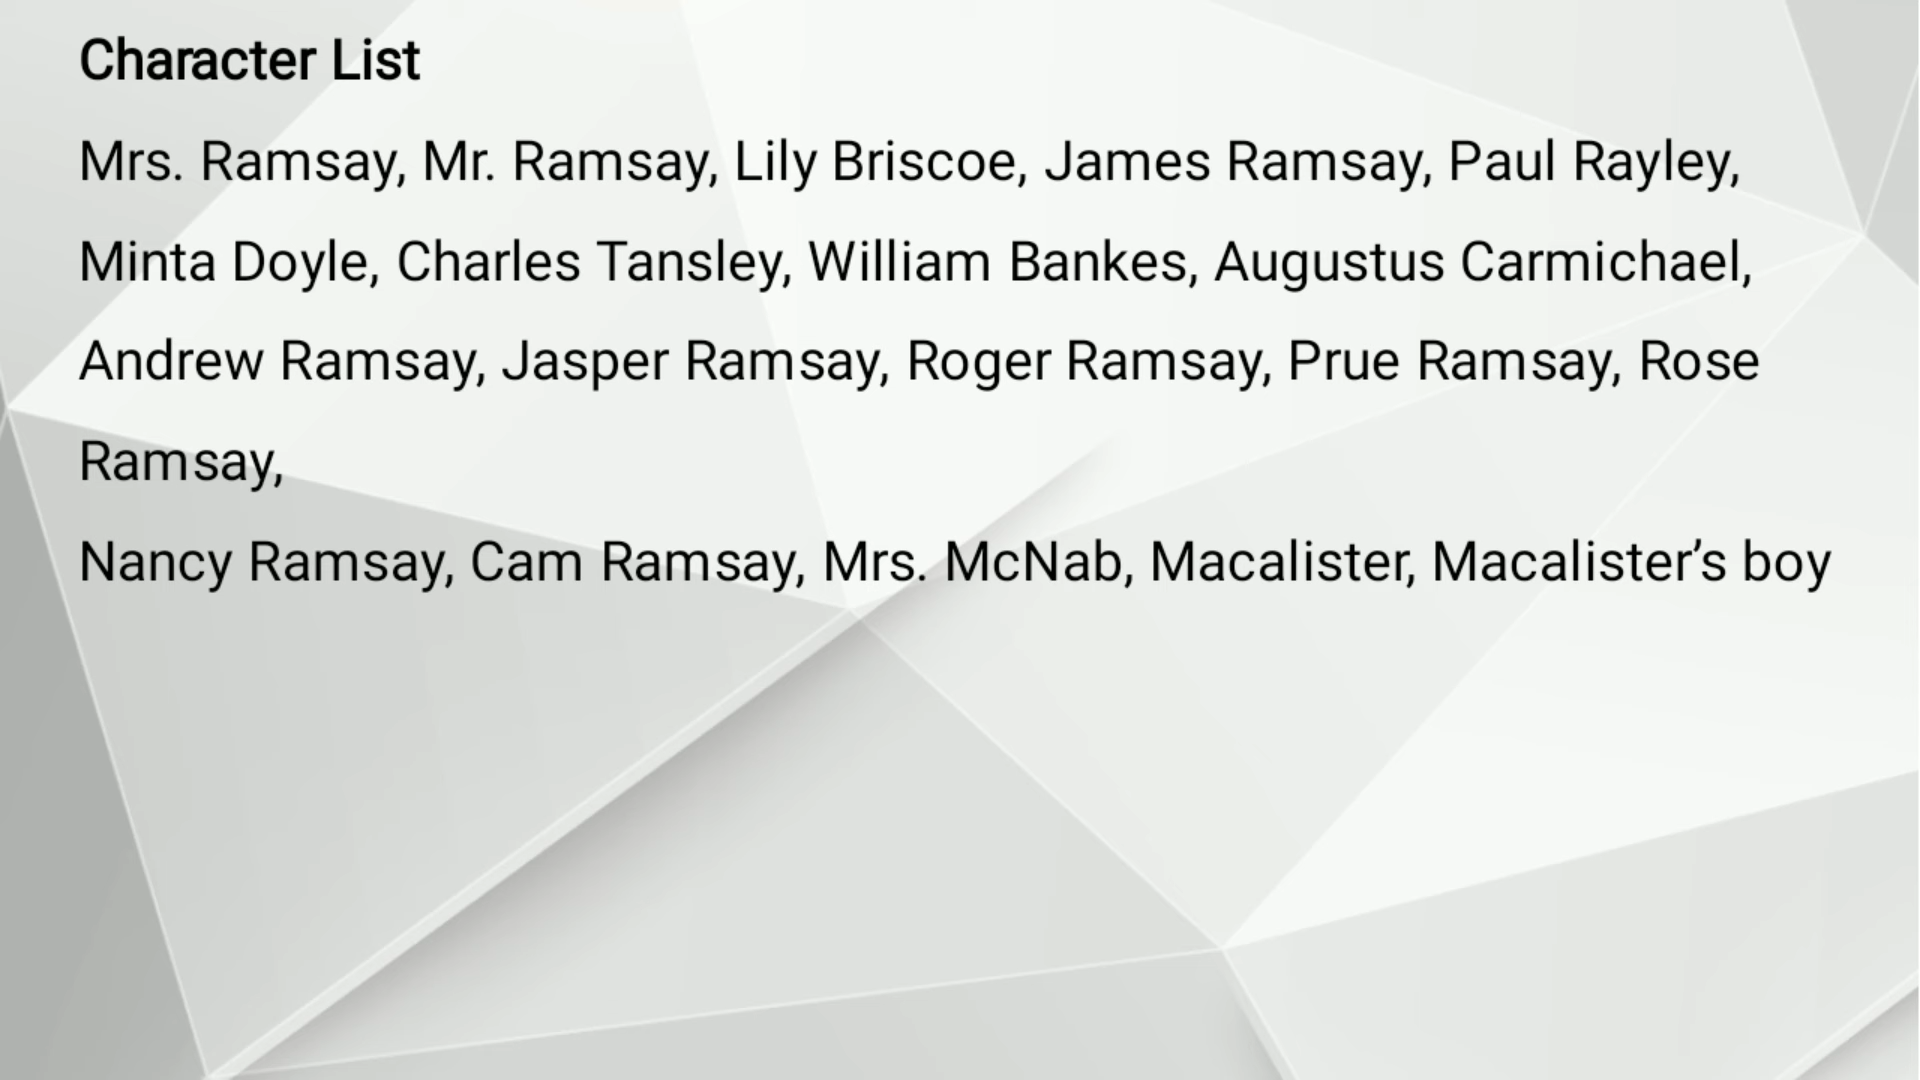 Character List
Mrs. Ramsay, Mr. Ramsay, Lily Briscoe, James Ramsay, Paul Rayley,
Minta Doyle, Charles Tansley, William Bankes, Augustus Carmichael,
Andrew Ramsay, Jasper Ramsay, Roger Ramsay, Prue Ramsay, Rose
Ramsay,
Nancy Ramsay, Cam Ramsay, Mrs. McNab, Macalister, Macalister’s boy